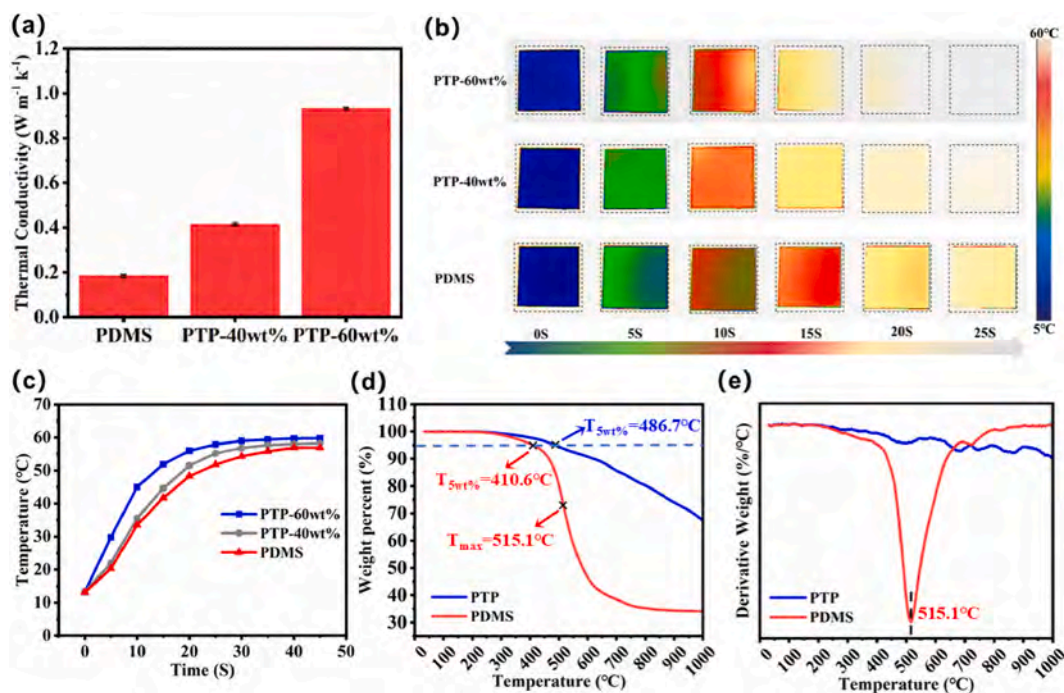 (a)
Thermal Conductivity (W m⁻¹ k⁻¹)
1.2
1.0
0.8
0.6
0.4
0.2
0.0
PDMS PTP-40wt% PTP-60wt%
(b)
PTP-60wt%
PTP-40wt%
PDMS
0S 5S 10S 15S 20S 25S
60℃
5℃
(c)
Temperature (℃)
70
60
50
40
30
20
10
0
PTP-60wt%
PTP-40wt%
PDMS
0 10 20 30 40 50
Time (S)
(d)
Weight percent (%)
110
100
90
80
70
60
50
40
30
T5wt%=486.7℃
T5wt%=410.6℃
Tmax=515.1℃
PTP
PDMS
0 100 200 300 400 500 600 700 800 900 1000
Temperature (℃)
(e)
Derivative Weight (%/℃)
PTP
PDMS
515.1℃
0 100 200 300 400 500 600 700 800 900 1000
Temperature (℃)